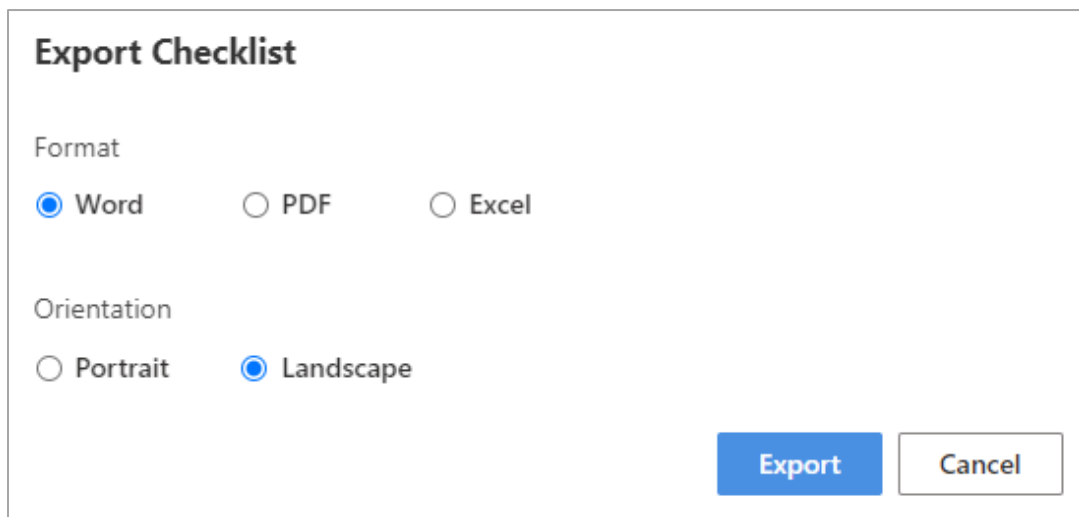 Export Checklist
Format
Word PDF Excel
Orientation
Portrait Landscape
Export Cancel